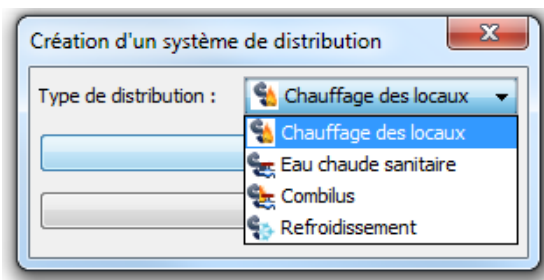 Création d'un système de distribution
Type de distribution : Chauffage des locaux
Chauffage des locaux
Eau chaude sanitaire
Combilus
Refroidissement